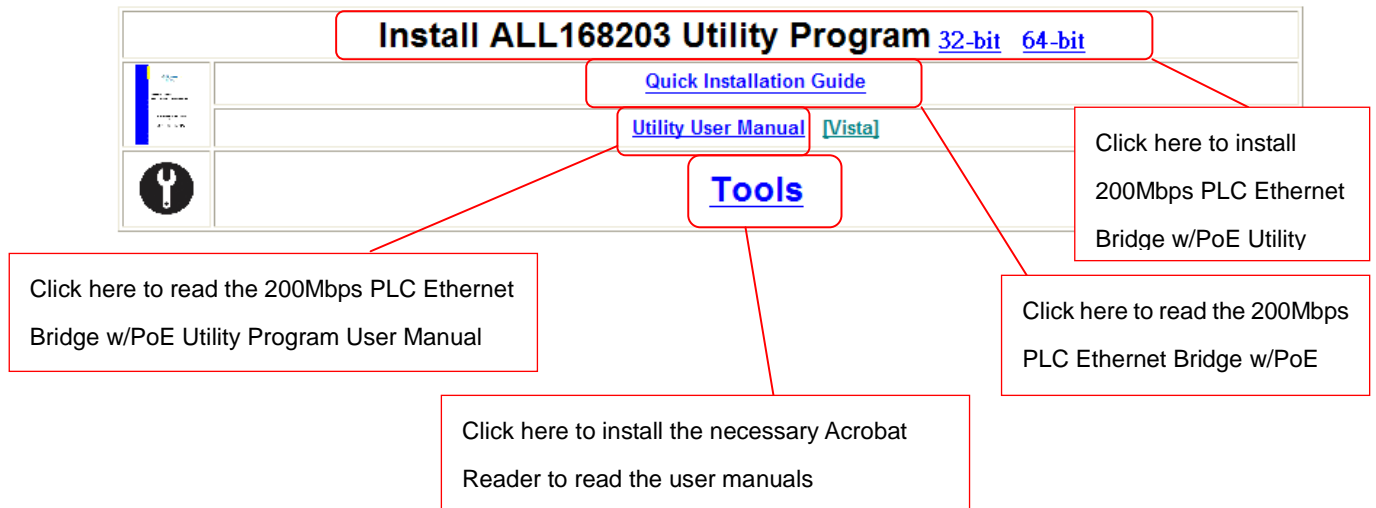 Install ALL168203 Utility Program 32-bit 64-bit
Quick Installation Guide
Utility User Manual [Vista]
Tools
Click here to install
200Mbps PLC Ethernet
Bridge w/PoE Utility
Click here to read the 200Mbps PLC Ethernet
Bridge w/PoE Utility Program User Manual
Click here to read the 200Mbps
PLC Ethernet Bridge w/PoE
Click here to install the necessary Acrobat
Reader to read the user manuals